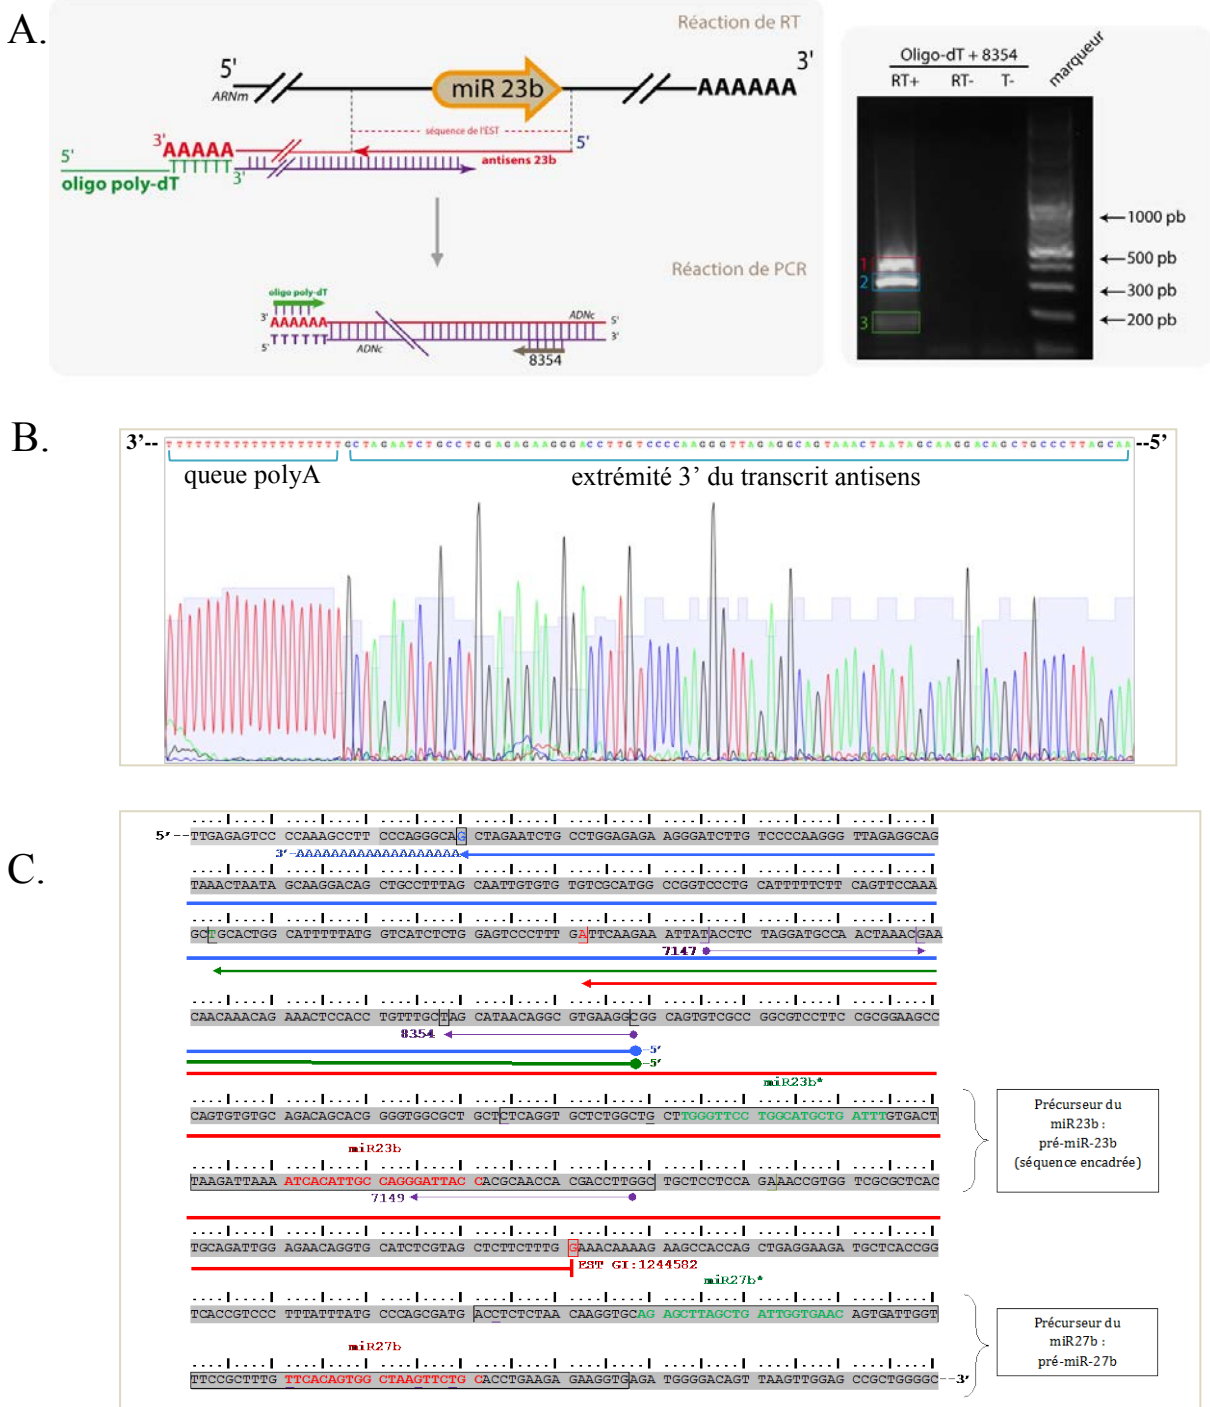 A.
Réaction de RT
5'
ARNm
miR 23b
3'
AAAAAA
séquence de l'EST
3'
AAAAA
5'
antisens 23b
5'
TTTTTT
3'
oligo poly-dT
Réaction de PCR
oligo poly-dT
3'
AAAAAA
ADNc
5'
5'
TTTTTT
ADNc
3'
8354
Oligo-dT + 8354
RT+
RT-
T-
marqueur
1
2
3
1000 pb
500 pb
300 pb
200 pb
B.
3'-- TTTTTTTTTTTTTTTTTTTGCTAGAATCTGCCTGGAGAGAAGGGACCTTGTCCCCAAGGGTTAGAGGCAGTAAACTAATAGCAAGGACAGCTGCCCTTAGCAA --5'
queue polyA
extrémité 3' du transcrit antisens
C.
5'--TTGAGAGTCC CCAAAGCCTT CCCAGGGCAG CTAGAATCTG CCTGGAGAGA AGGGATCTTG TCCCCAAGGG TTAGAGGCAG
3'-AAAAAAAAAAAAAAAAAAA
TAAACTAATA GCAAGGACAG CTGCCTTTAG CAATTGTGTG TGTCGCATGG CCGGTCCCTG CATTTTTCTT CAGTTCCAAA
GCTGCACTGG CATTTTTATG GTCATCTCTG GAGTCCCTTT GATTCAAGAA ATTATACCTC TAGGATGCCA ACTAAACGAA
7147
CAACAAACAG AAACTCCACC TGTTTGCTAG CATAACAGGC GTGAAGGCGG CAGTGTCGCC GGCGTCCTTC CGCGGAAGCC
8354
5'
5'
miR23b*
CAGTGTGTGC AGACAGCACG GGGTGGCGCT GCTCTCAGGT GCTCTGGCTG CTTGGGTTCC TGGCATGCTG ATTTGTGACT
miR23b
TAAGATTAAA ATCACATTGC CAGGGATTAC CACGCAACCA CGACCTTGGC TGCTCCTCCA GAAACCGTGG TCGCGCTCAC
7149
TGCAGATTGG AGAACAGGTG CATCTCGTAG CTCTTCTTTG GAAACAAAAG AAGCCACCAG CTGAGGAAGA TGCTCACCGG
EST GI:1244582
miR27b*
TCACCGTCCC TTTATTTATG CCCAGCGATG ACCTCTCTAA CAAGGTGCAG AGCTTAGCTG ATTGGTGAAC AGTGATTGGT
miR27b
TTCCGCTTTG TTCACAGTGG CTAAGTTCTG CACCTGAAGA GAAGGTGAGA TGGGGACAGT TAAGTTGGAG CCGCTGGGGC--3'
Précurseur du
miR23b :
pré-miR-23b
(séquence encadrée)
Précurseur du
miR27b :
pré-miR-27b